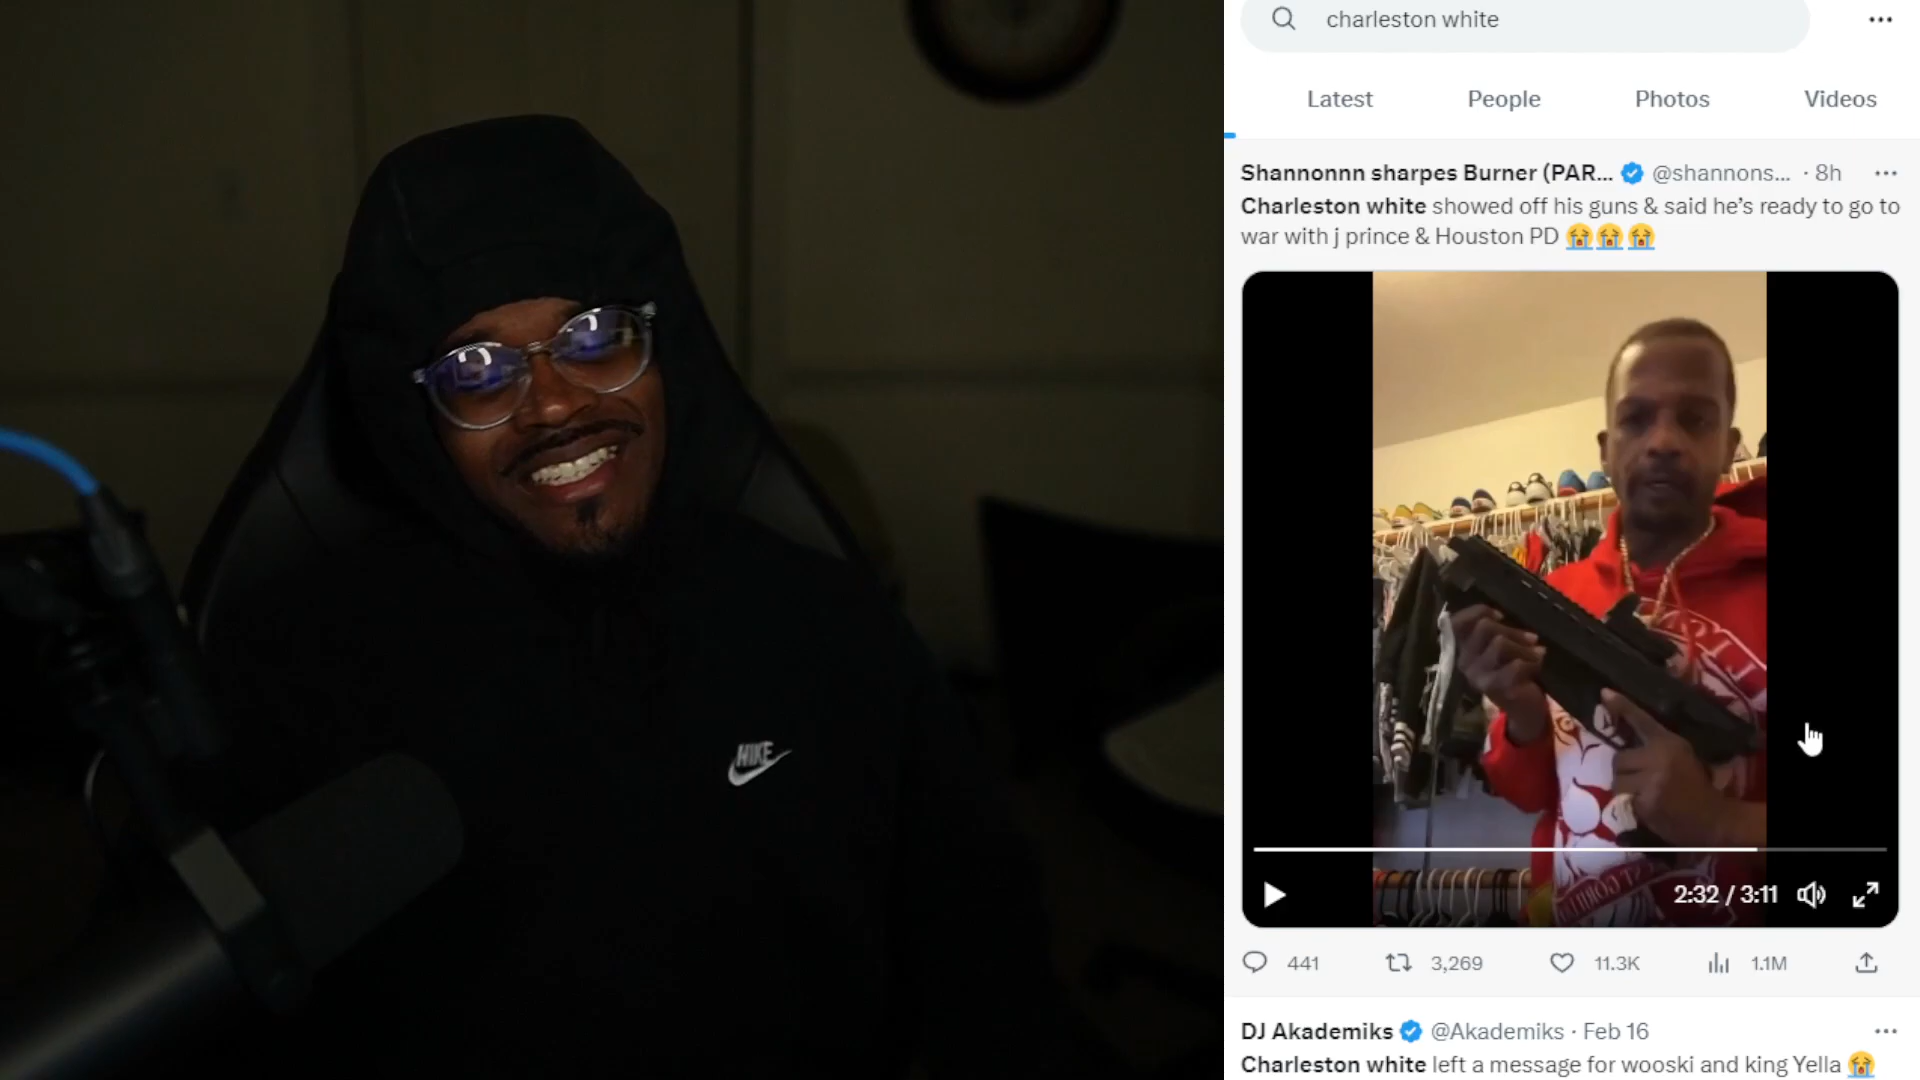 charleston white
Latest People Photos Videos
Shannonnn sharpes Burner (PAR... @shannons... · 8h
Charleston white showed off his guns & said he's ready to go to
war with j prince & Houston PD 😭😭😭
NIKE
2:32 / 3:11
441 3,269 11.3K 1.1M
DJ Akademiks @Akademiks · Feb 16
Charleston white left a message for wooski and king Yella 😭